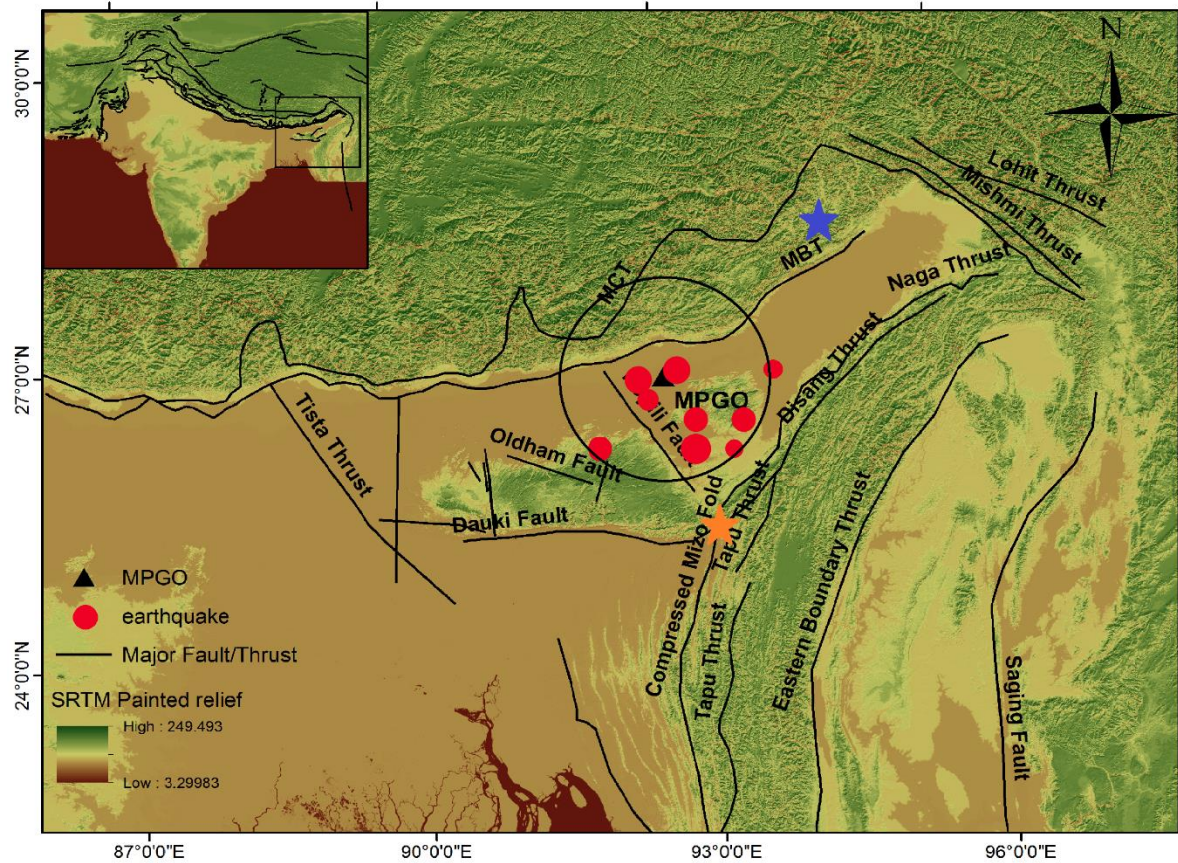 N
30°0'0"N
27°0'0"N
24°0'0"N
Lohit Thrust
Mishmi Thrust
MBT
MCT
Naga Thrust
Disang Thrust
MPGO
Tista Thrust
Oldham Fault
Dauki Fault
Compressed Mizo Fold
Tapu Thrust
Tapu Thrust
Eastern Boundary Thrust
Saging Fault
MPGO
earthquake
Major Fault/Thrust
SRTM Painted relief
High : 249.493
Low : 3.29983
87°0'0"E
90°0'0"E
93°0'0"E
96°0'0"E